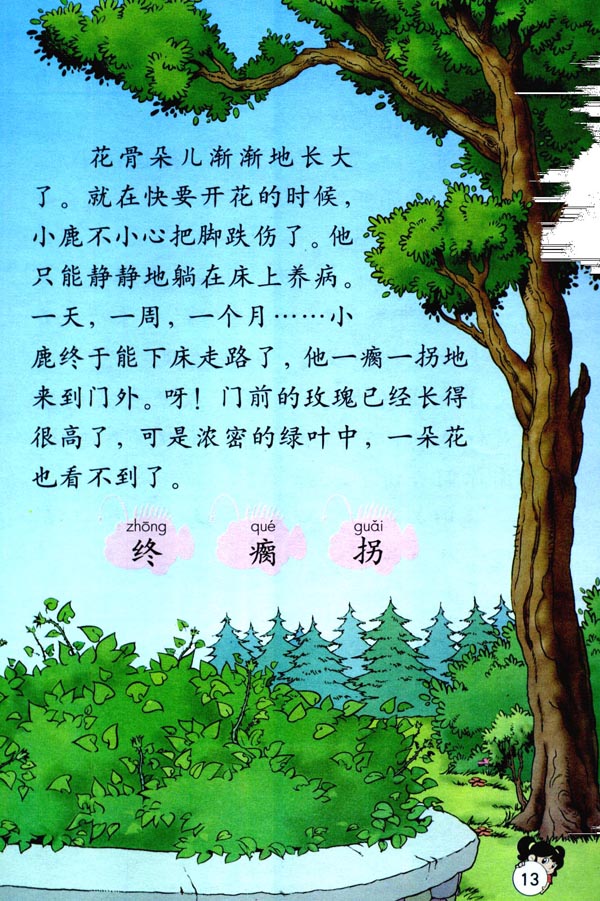 花骨朵儿渐渐地长大
了。就在快要开花的时候，
小鹿不小心把脚跌伤了。他
只能静静地躺在床上养病。
一天，一周，一个月……小
鹿终于能下床走路了，他一瘸一拐地
来到门外。呀！门前的玫瑰已经长得
很高了，可是浓密的绿叶中，一朵花
也看不到了。
zhōng qué guǎi
终 瘸 拐
13